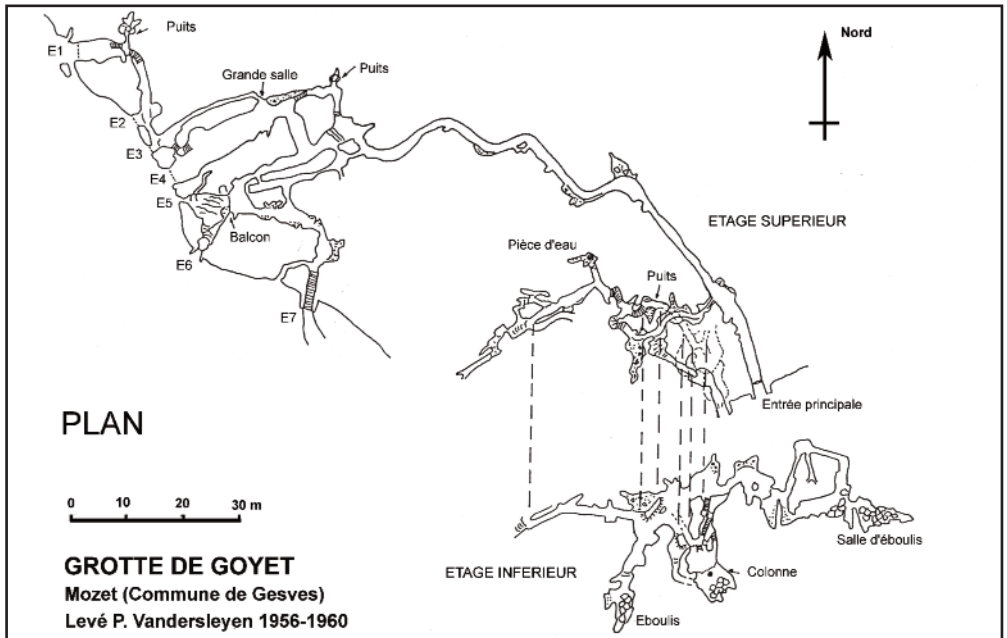 Puits
E1
Nord
Puits
Grande salle
E2
E3
E4
E5
ETAGE SUPERIEUR
Balcon
Pièce d'eau
E6
Puits
E7
Entrée principale
PLAN
0 10 20 30 m
Salle d'éboulis
GROTTE DE GOYET
ETAGE INFERIEUR
Colonne
Mozet (Commune de Gesves)
Levé P. Vandersleyen 1956-1960
Eboulis